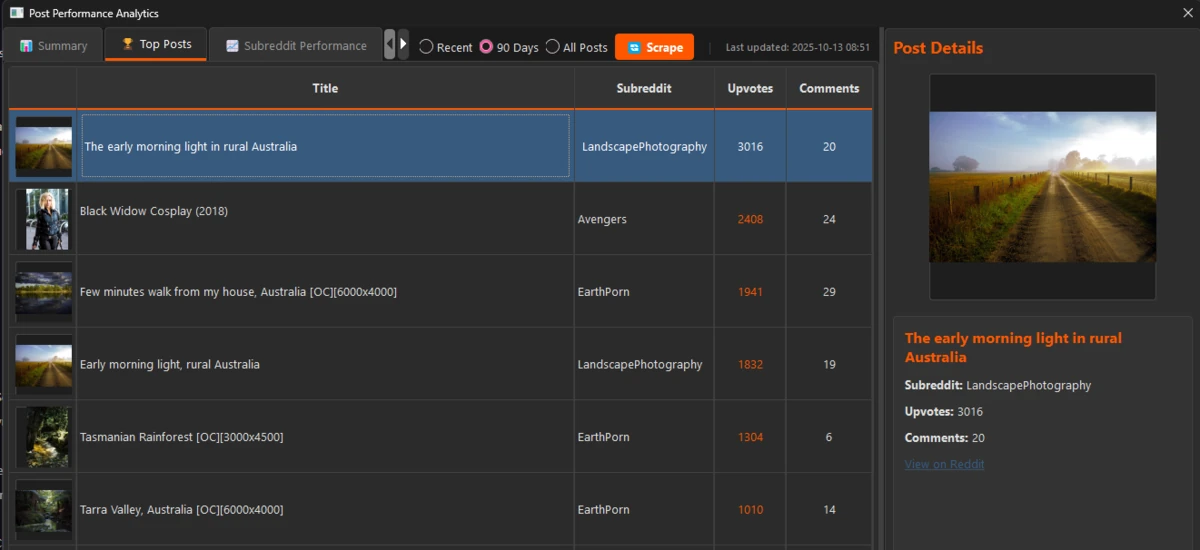 Post Performance Analytics
Summary
Top Posts
Subreddit Performance
Recent
90 Days
All Posts
Scrape
Last updated: 2025-10-13 08:51
Title
Subreddit
Upvotes
Comments
The early morning light in rural Australia
LandscapePhotography
3016
20
Black Widow Cosplay (2018)
Avengers
2408
24
Few minutes walk from my house, Australia [OC][6000x4000]
EarthPorn
1941
29
Early morning light, rural Australia
LandscapePhotography
1832
19
Tasmanian Rainforest [OC][3000x4500]
EarthPorn
1304
6
Tarra Valley, Australia [OC][6000x4000]
EarthPorn
1010
14
Post Details
The early morning light in rural
Australia
Subreddit: LandscapePhotography
Upvotes: 3016
Comments: 20
View on Reddit